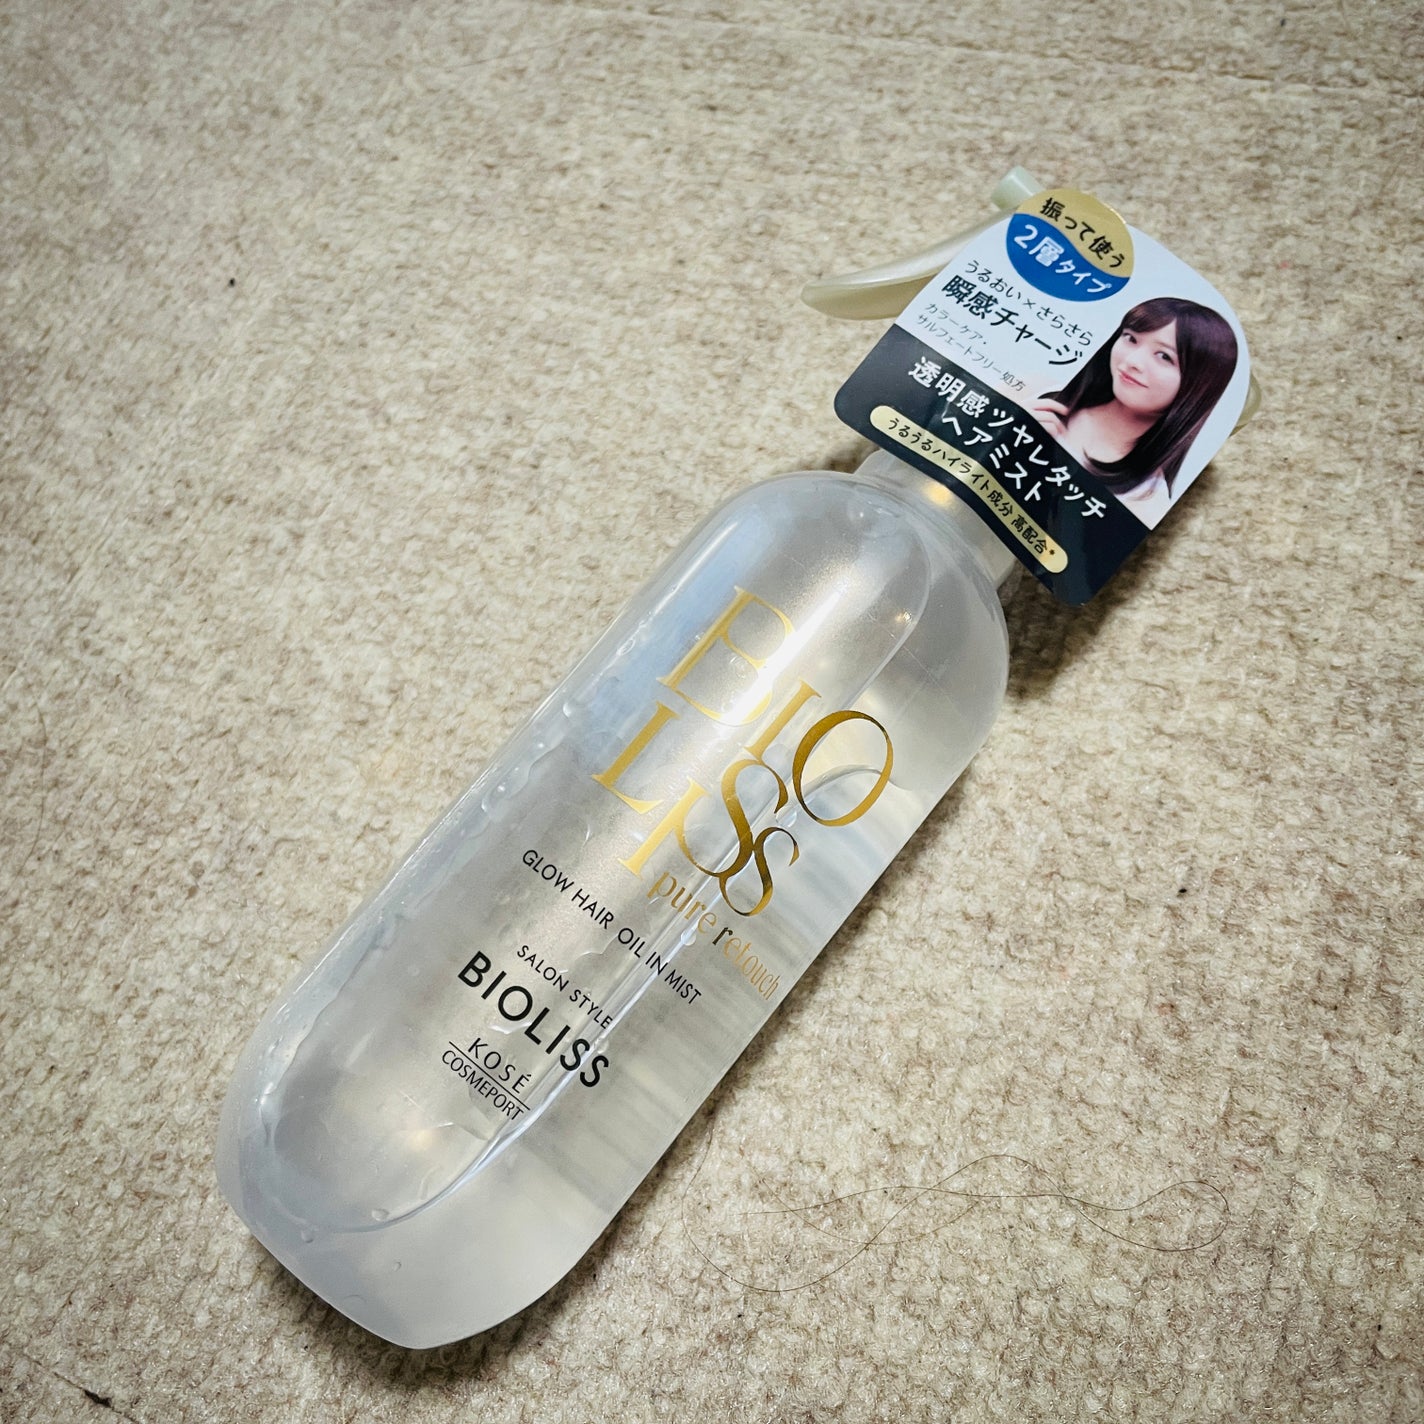 振って使う
2層タイプ
うるおい×さらさら
瞬感チャージ
カラーケア・
サルフェートフリー処方
透明感 ツヤレタッチ
ヘアミスト
うるうるハイライト成分 高配合*
BIO
LISS
pure retouch
GLOW HAIR OIL IN MIST
SALON STYLE
BIOLISS
KOSÉ
COSMEPORT